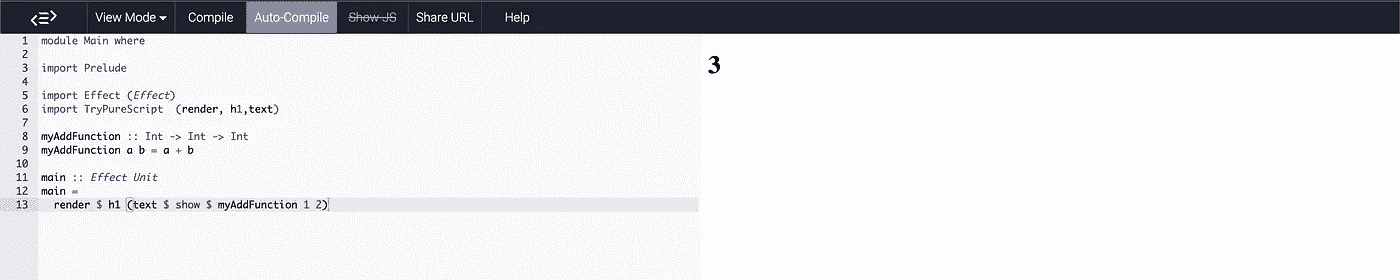 View Mode Compile Auto-Compile Show JS Share URL Help
1 module Main where
2
3 import Prelude
4
5 import Effect (Effect)
6 import TryPureScript  (render, h1,text)
7
8 myAddFunction :: Int -> Int -> Int
9 myAddFunction a b = a + b
10
11 main :: Effect Unit
12 main =
13   render $ h1 (text $ show $ myAddFunction 1 2)
3